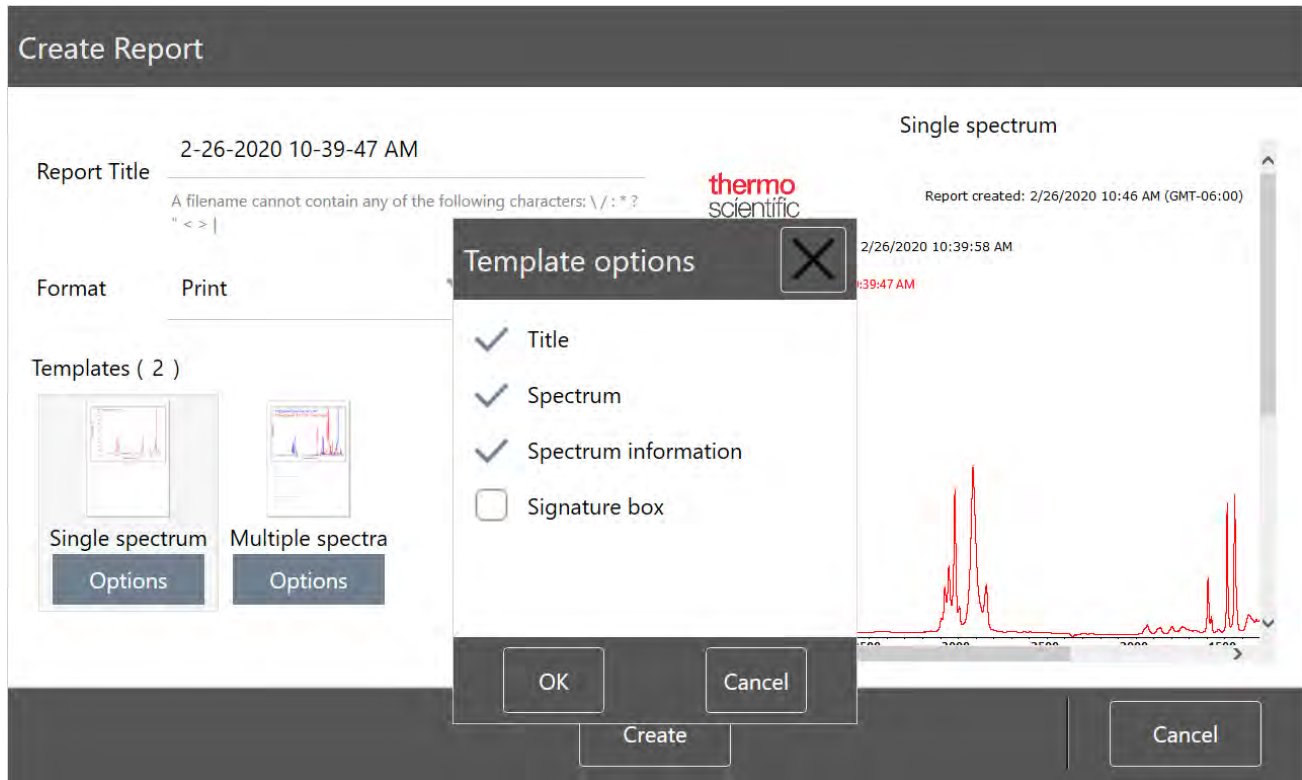 Create Report
Report Title
2-26-2020 10-39-47 AM
A filename cannot contain any of the following characters: \ / : * ?
" < > |
Format
Print
Templates ( 2 )
Single spectrum
Options
Multiple spectra
Options
Single spectrum
thermo
scientific
Report created: 2/26/2020 10:46 AM (GMT-06:00)
2/26/2020 10:39:58 AM
:39:47 AM
Template options
Title
Spectrum
Spectrum information
Signature box
OK
Cancel
Create
Cancel